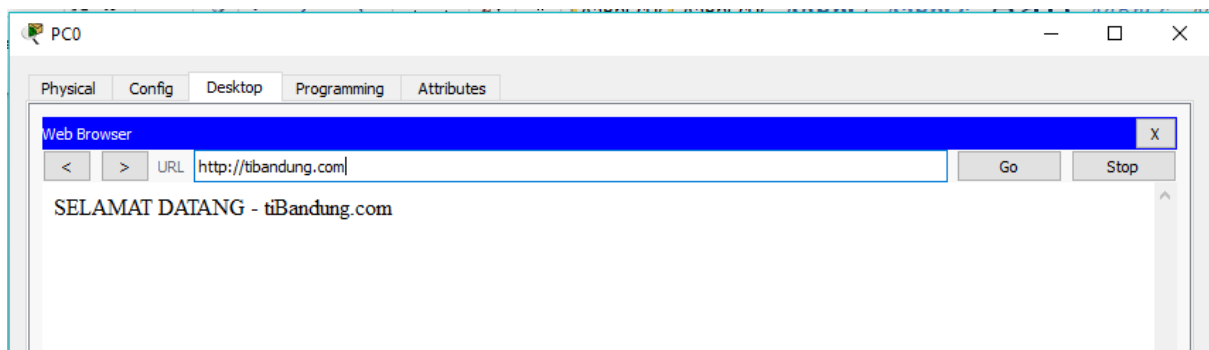 PC0
Physical Config Desktop Programming Attributes
Web Browser X
< > URL http://tibandung.com Go Stop
SELAMAT DATANG - tiBandung.com